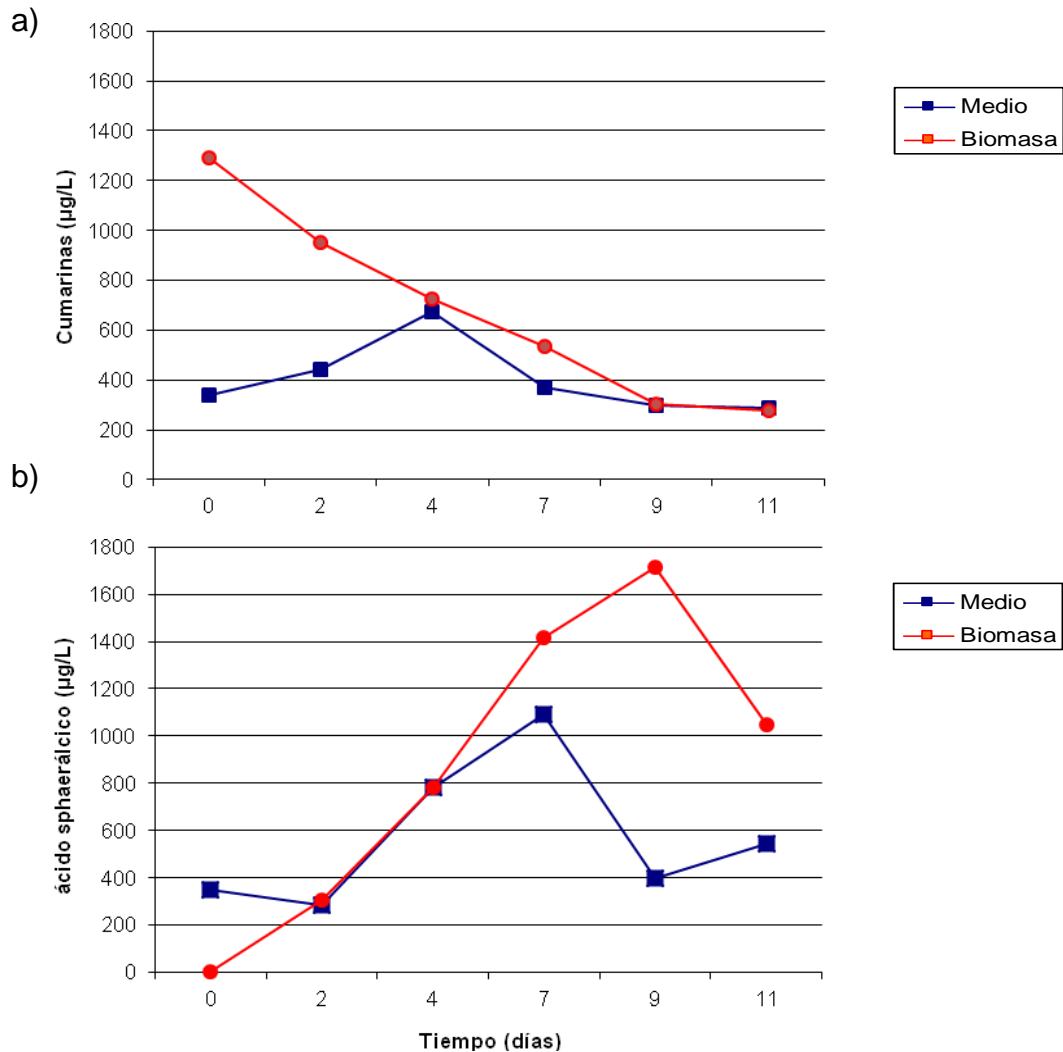 a)
1800
1600
1400
1200
1000
800
600
400
200
0
Cumarinas (µg/L)
0 2 4 7 9 11
Medio
Biomasa
b)
1800
1600
1400
1200
1000
800
600
400
200
0
ácido sphaerálcico (µg/L)
0 2 4 7 9 11
Tiempo (días)
Medio
Biomasa